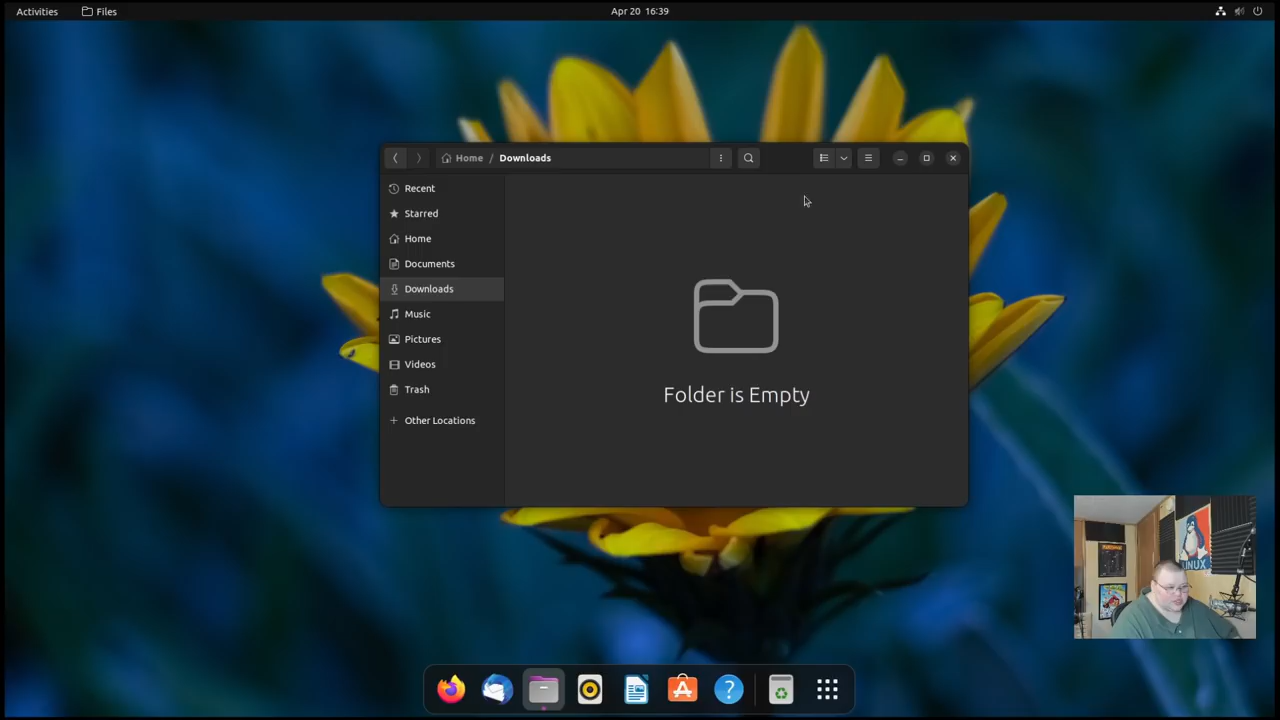 Activities
Files
Apr 20 16:39
Home / Downloads
Recent
Starred
Home
Documents
Downloads
Music
Pictures
Videos
Trash
Other Locations
Folder is Empty
LINUX